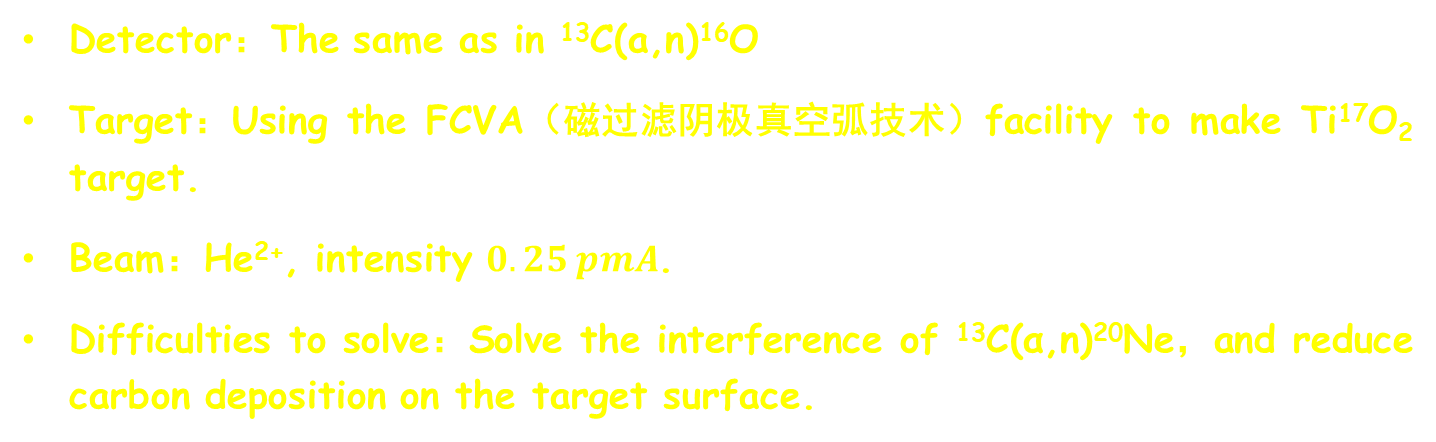 • Detector：The same as in ¹³C(α,n)¹⁶O
• Target：Using the FCVA（磁过滤阴极真空弧技术）facility to make Ti¹⁷O₂
target.
• Beam：He²⁺, intensity 0.25 pmA.
• Difficulties to solve：Solve the interference of ¹³C(α,n)²⁰Ne，and reduce
carbon deposition on the target surface.